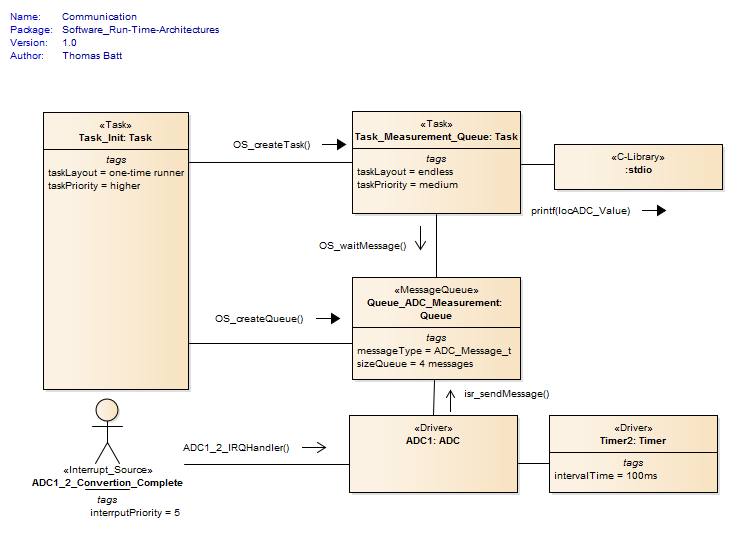 Name: Communication
Package: Software_Run-Time-Architectures
Version: 1.0
Author: Thomas Batt
«Task»
Task_Init: Task
tags
taskLayout = one-time runner
taskPriority = higher
OS_createTask()
«Task»
Task_Measurement_Queue: Task
tags
taskLayout = endless
taskPriority = medium
«C-Library»
:stdio
printf(locADC_Value)
OS_waitMessage()
OS_createQueue()
«MessageQueue»
Queue_ADC_Measurement:
Queue
tags
messageType = ADC_Message_t
sizeQueue = 4 messages
isr_sendMessage()
«Interrupt_Source»
ADC1_2_Convertion_Complete
tags
interrputPriority = 5
ADC1_2_IRQHandler()
«Driver»
ADC1: ADC
«Driver»
Timer2: Timer
tags
intervalTime = 100ms